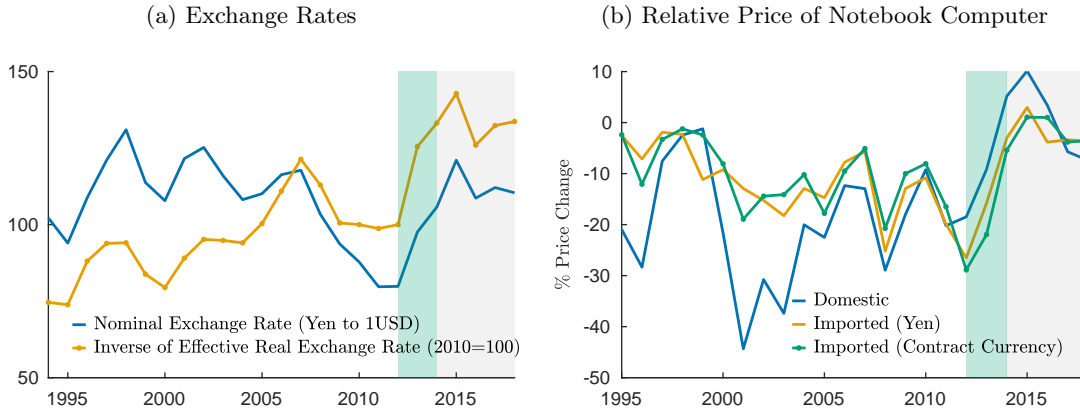 (a) Exchange Rates
150
100
50
Nominal Exchange Rate (Yen to 1USD)
Inverse of Effective Real Exchange Rate (2010=100)
1995
2000
2005
2010
2015
(b) Relative Price of Notebook Computer
% Price Change
10
0
-10
-20
-30
-40
-50
Domestic
Imported (Yen)
Imported (Contract Currency)
1995
2000
2005
2010
2015